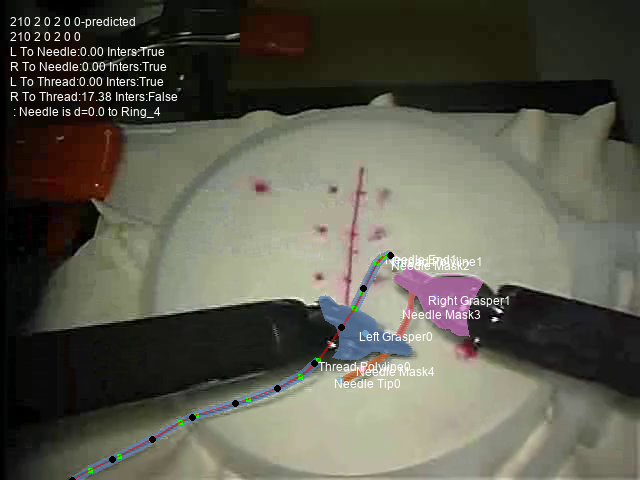 210 2 0 2 0 0-predicted
210 2 0 2 0 0
L To Needle:0.00 Inters:True
R To Needle:0.00 Inters:True
L To Thread:0.00 Inters:True
R To Thread:17.38 Inters:False
: Needle is d=0.0 to Ring_4
Needle Mask2
Right Grasper1
Needle Mask3
Left Grasper0
Thread Polyline0
Needle Mask4
Needle Tip0